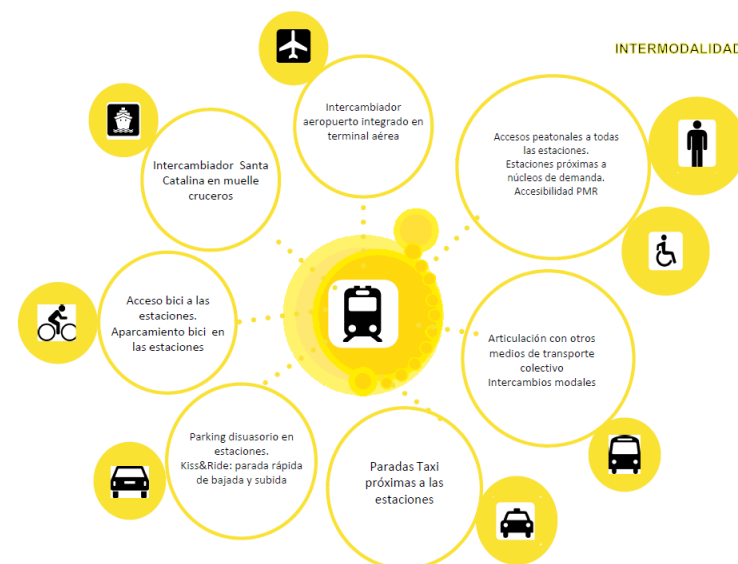 INTERMODALIDAD
Intercambiador
aeropuerto integrado en
terminal aérea
Accesos peatonales a todas
las estaciones.
Estaciones próximas a
núcleos de demanda.
Accesibilidad PMR
Intercambiador Santa
Catalina en muelle
cruceros
Acceso bici a las
estaciones.
Aparcamiento bici en
las estaciones
Articulación con otros
medios de transporte
colectivo
Intercambios modales
Parking disuasorio en
estaciones.
Kiss&Ride: parada rápida
de bajada y subida
Paradas Taxi
próximas a las
estaciones